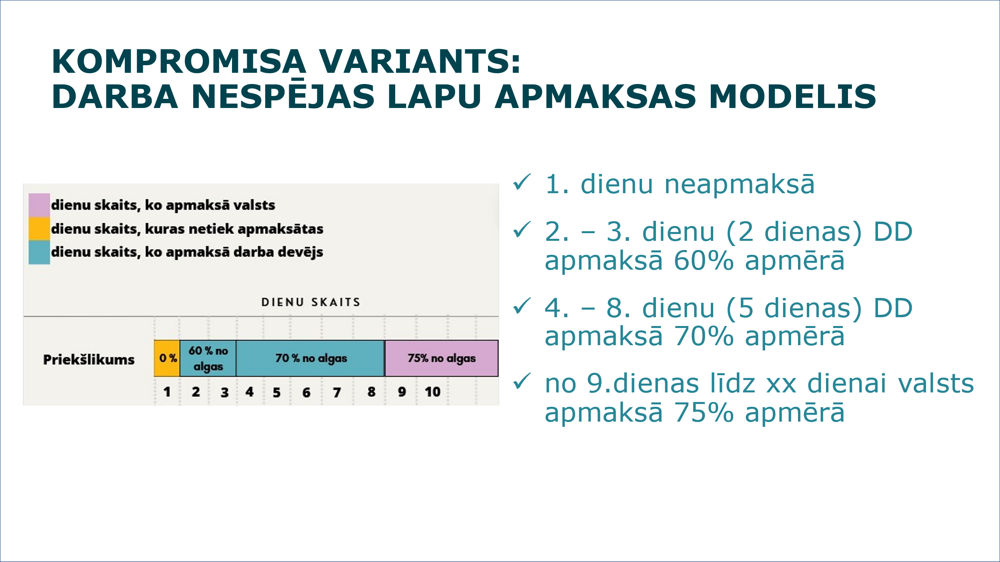 KOMPROMISA VARIANTS:
DARBA NESPĒJAS LAPU APMAKSAS MODELIS
dienu skaits, ko apmaksā valsts
dienu skaits, kuras netiek apmaksātas
dienu skaits, ko apmaksā darba devējs
DIENU SKAITS
Priekšlikums
0 %
60 % no
algas
70 % no algas
75% no algas
1 2 3 4 5 6 7 8 9 10
✓ 1. dienu neapmaksā
✓ 2. – 3. dienu (2 dienas) DD
apmaksā 60% apmērā
✓ 4. – 8. dienu (5 dienas) DD
apmaksā 70% apmērā
✓ no 9.dienas līdz xx dienai valsts
apmaksā 75% apmērā